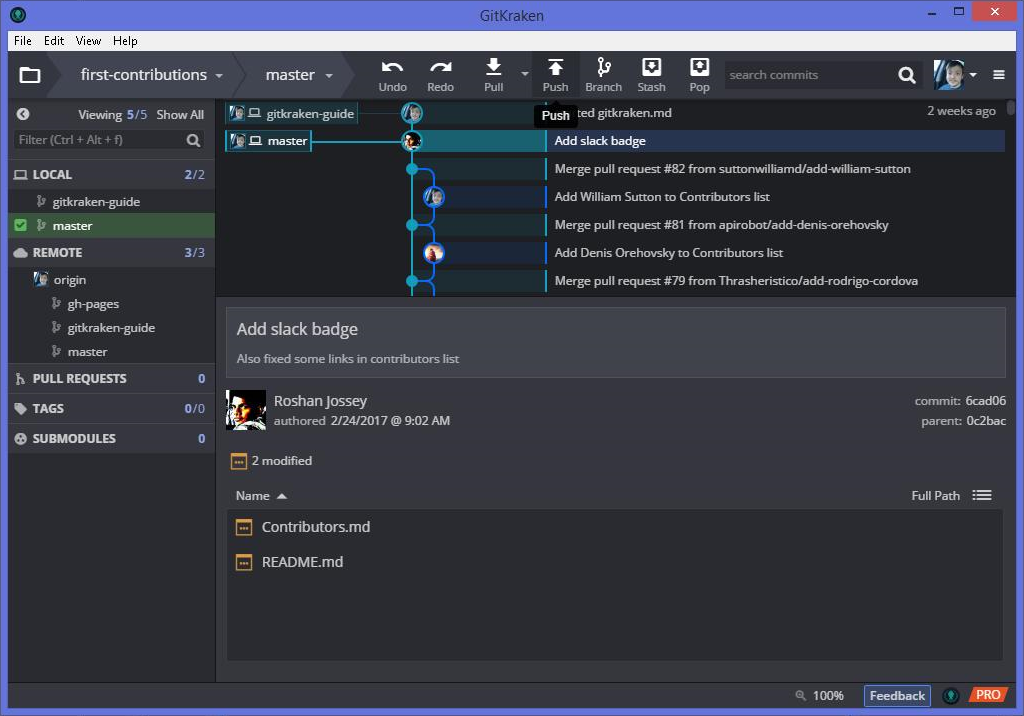 GitKraken
File Edit View Help
first-contributions master Undo Redo Pull Push Branch Stash Pop search commits
Push
Viewing 5/5 Show All
Filter (Ctrl + Alt + f)
LOCAL 2/2
gitkraken-guide
master
REMOTE 3/3
origin
gh-pages
gitkraken-guide
master
PULL REQUESTS 0
TAGS 0/0
SUBMODULES 0
gitkraken-guide ted gitkraken.md 2 weeks ago
master Add slack badge
Merge pull request #82 from suttonwilliamd/add-william-sutton
Add William Sutton to Contributors list
Merge pull request #81 from apirobot/add-denis-orehovsky
Add Denis Orehovsky to Contributors list
Merge pull request #79 from Thrasheristico/add-rodrigo-cordova
Add slack badge
Also fixed some links in contributors list
Roshan Jossey
authored 2/24/2017 @ 9:02 AM
commit: 6cad06
parent: 0c2bac
2 modified
Name Full Path
Contributors.md
README.md
100% Feedback PRO